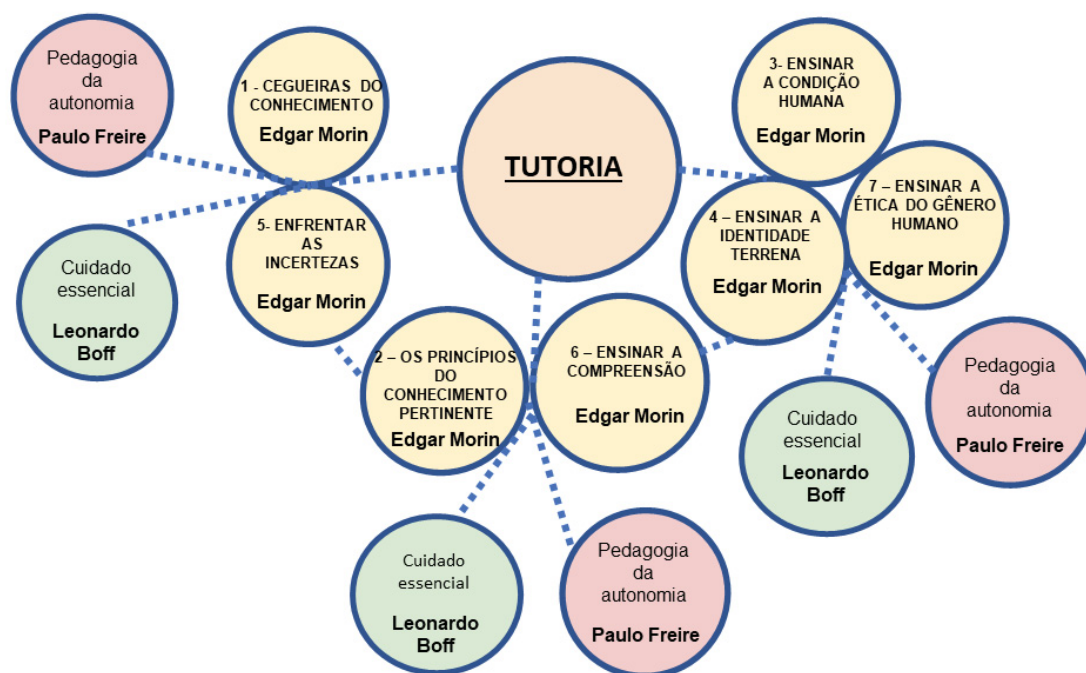 Pedagogia
da
autonomia
Paulo Freire
1 - CEGUEIRAS DO
CONHECIMENTO
Edgar Morin
TUTORIA
3- ENSINAR
A CONDIÇÃO
HUMANA
Edgar Morin
7 – ENSINAR A
ÉTICA DO GÊNERO
HUMANO
Edgar Morin
4 – ENSINAR A
IDENTIDADE
TERRENA
Edgar Morin
5- ENFRENTAR
AS
INCERTEZAS
Edgar Morin
Cuidado
essencial
Leonardo
Boff
2 – OS PRINCÍPIOS
DO
CONHECIMENTO
PERTINENTE
Edgar Morin
6 – ENSINAR A
COMPREENSÃO
Edgar Morin
Cuidado
essencial
Leonardo
Boff
Pedagogia
da
autonomia
Paulo Freire
Cuidado
essencial
Leonardo
Boff
Pedagogia
da
autonomia
Paulo Freire